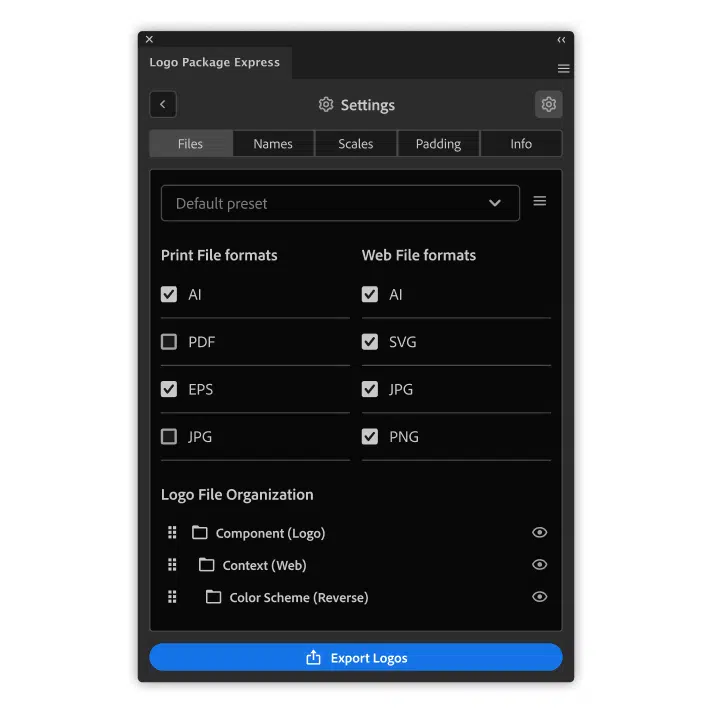 Logo Package Express
Settings
Files Names Scales Padding Info
Default preset
Print File formats
AI
PDF
EPS
JPG
Web File formats
AI
SVG
JPG
PNG
Logo File Organization
Component (Logo)
Context (Web)
Color Scheme (Reverse)
Export Logos